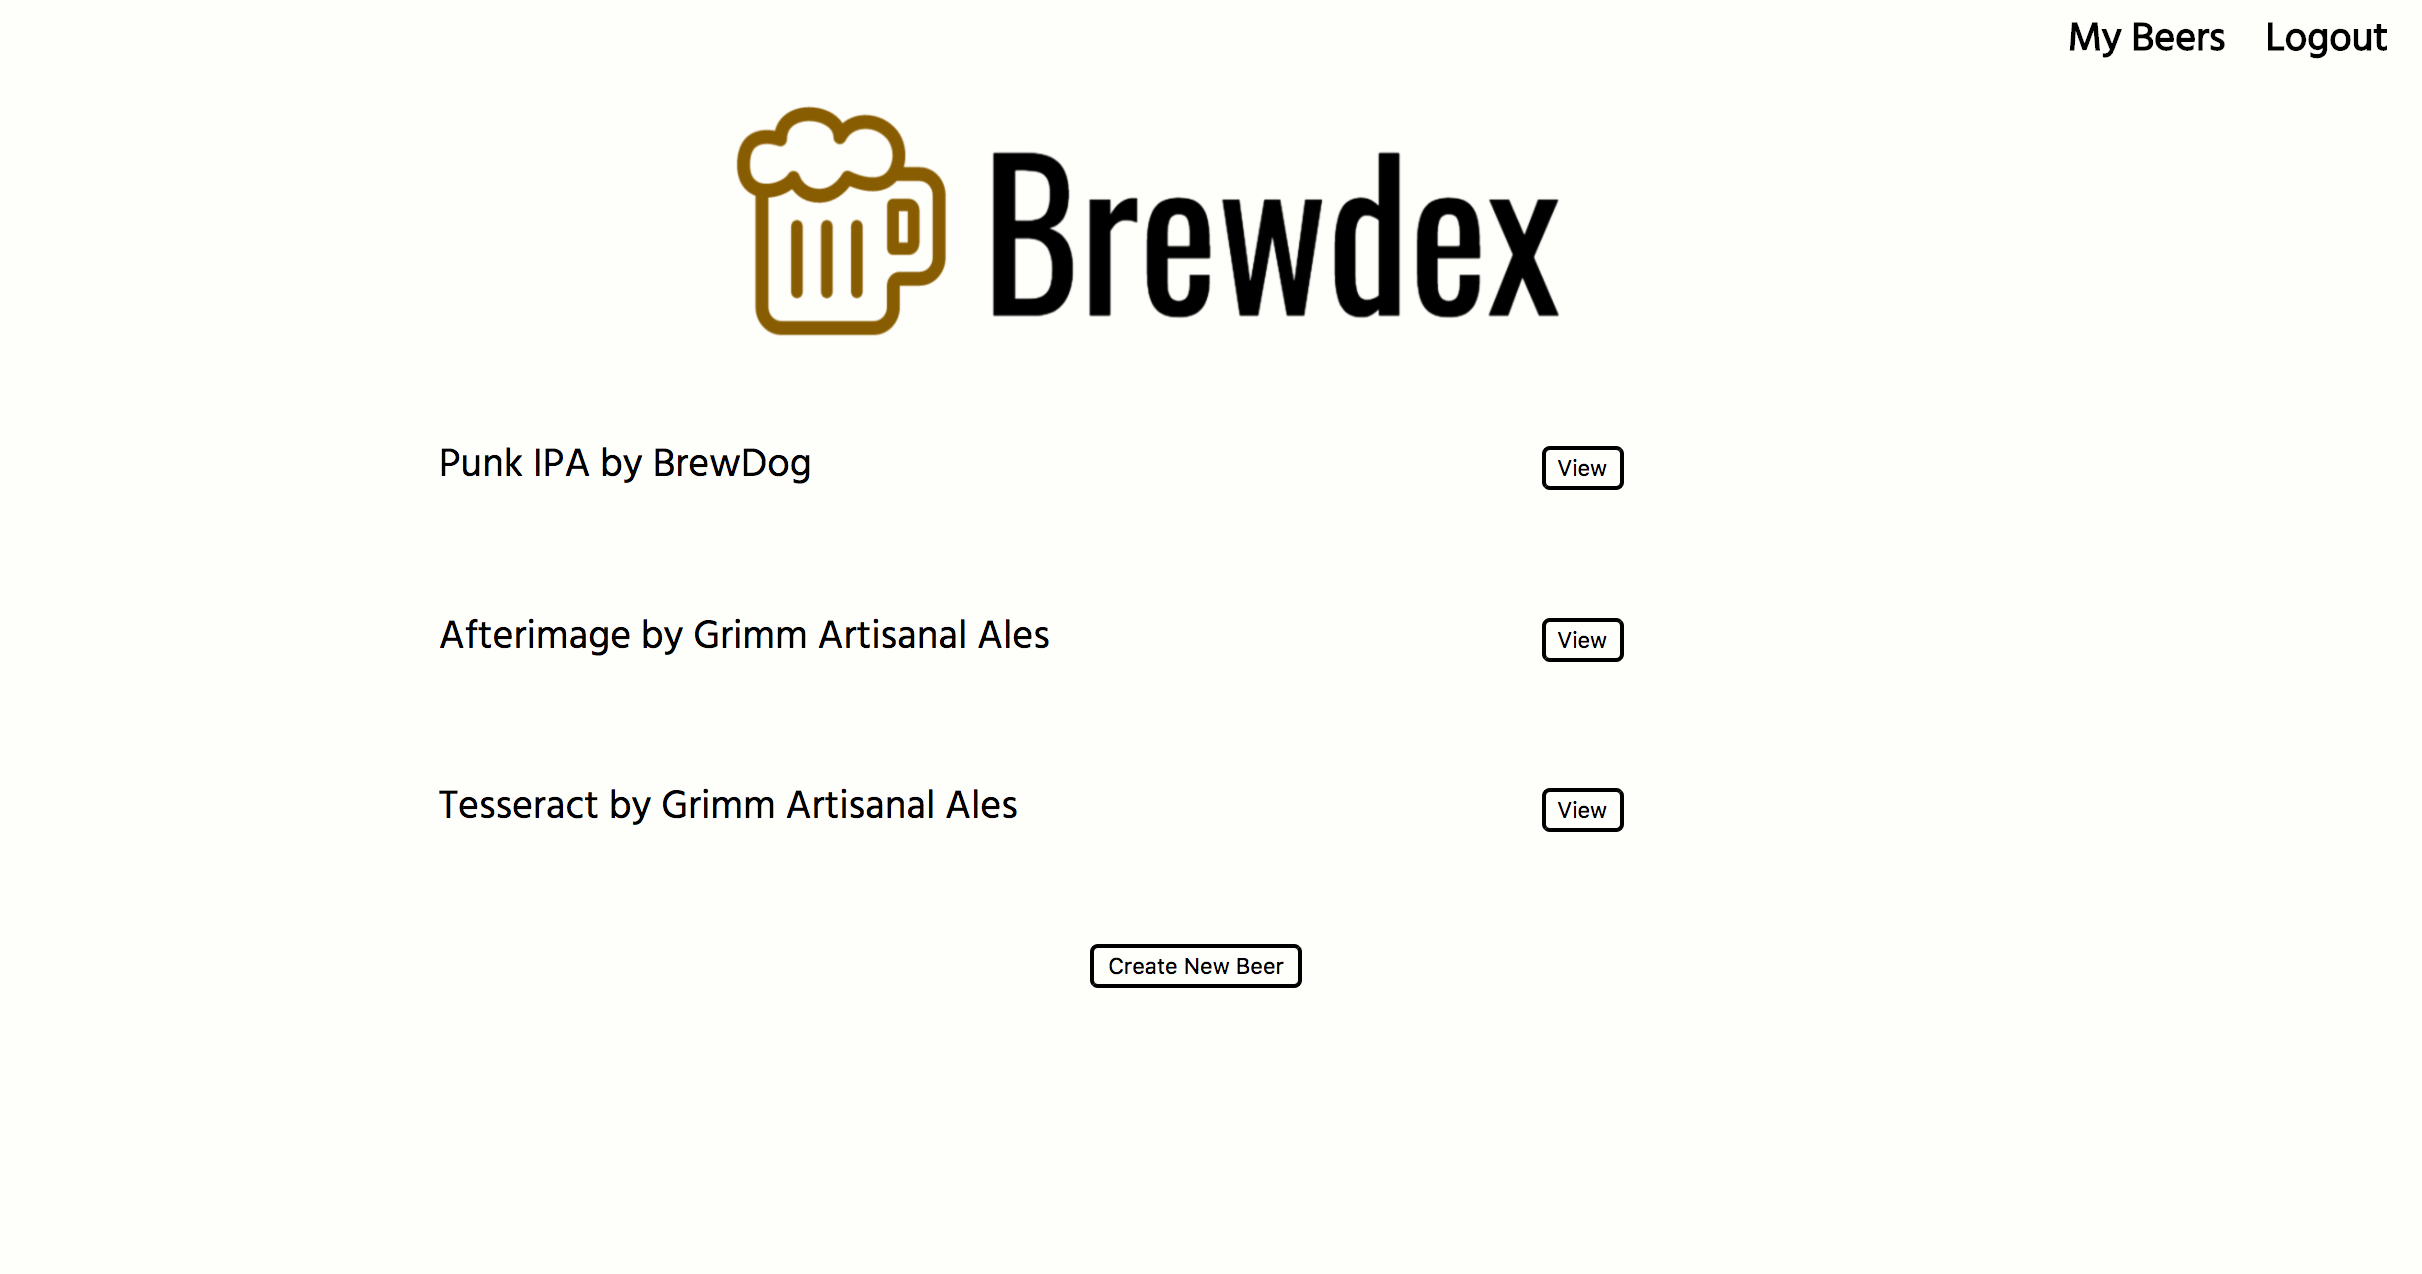 My Beers Logout
Brewdex
Punk IPA by BrewDog View
Afterimage by Grimm Artisanal Ales View
Tesseract by Grimm Artisanal Ales View
Create New Beer